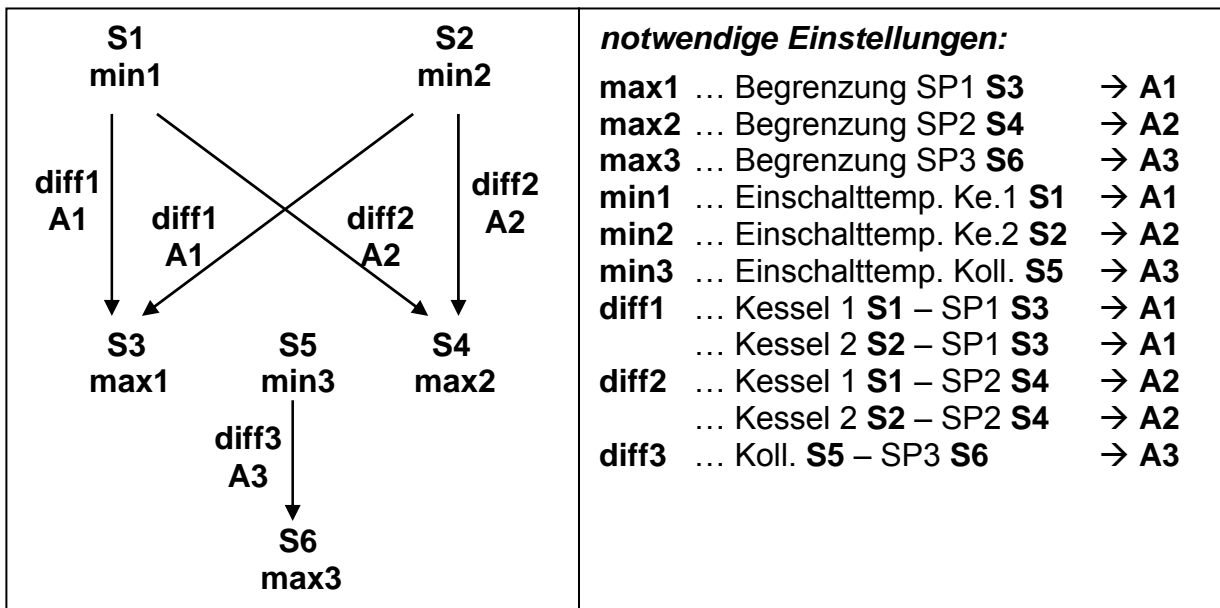 S1 S2
min1 min2
diff1 diff2
A1 diff1 diff2 A2
A1 A2
S3 S5 S4
max1 min3 max2
diff3
A3
S6
max3
notwendige Einstellungen:
max1 … Begrenzung SP1 S3 → A1
max2 … Begrenzung SP2 S4 → A2
max3 … Begrenzung SP3 S6 → A3
min1 … Einschalttemp. Ke.1 S1 → A1
min2 … Einschalttemp. Ke.2 S2 → A2
min3 … Einschalttemp. Koll. S5 → A3
diff1 … Kessel 1 S1 – SP1 S3 → A1
… Kessel 2 S2 – SP1 S3 → A1
diff2 … Kessel 1 S1 – SP2 S4 → A2
… Kessel 2 S2 – SP2 S4 → A2
diff3 … Koll. S5 – SP3 S6 → A3